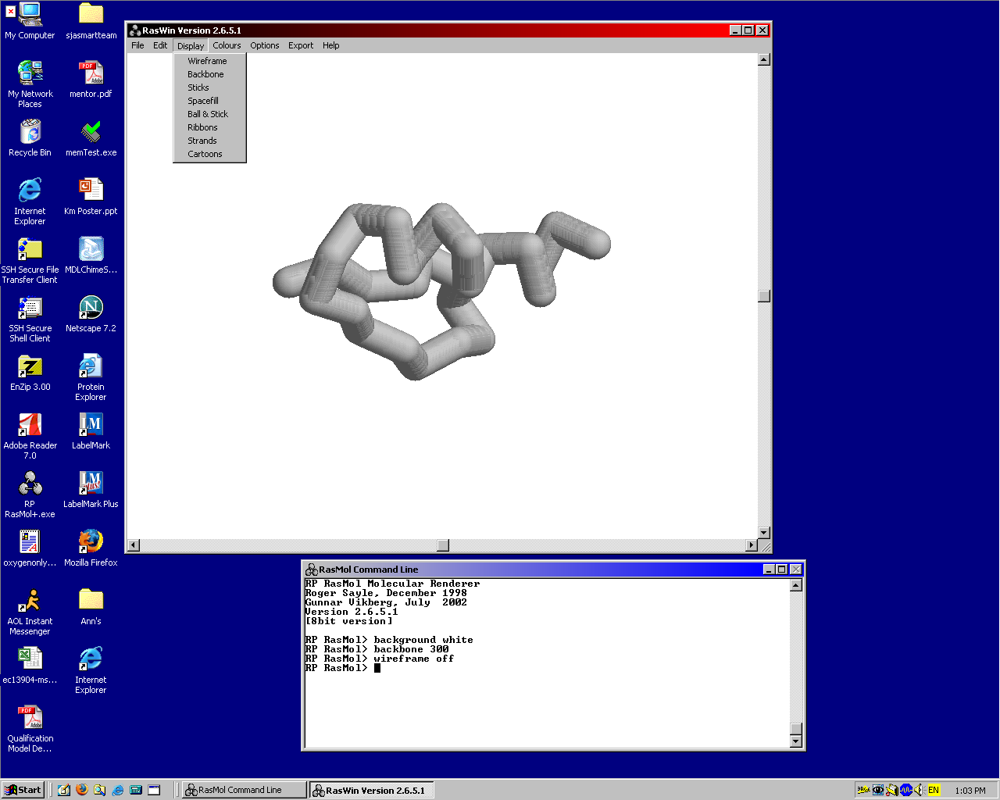 My Computer
sjasmartteam
My Network
Places
mentor.pdf
Recycle Bin
memTest.exe
Internet
Explorer
Km Poster.ppt
SSH Secure File
Transfer Client
MDLChimeS...
SSH Secure
Shell Client
Netscape 7.2
EnZip 3.00
Protein
Explorer
Adobe Reader
7.0
LabelMark
RP
RasMol+.exe
LabelMark Plus
oxygenonly...
Mozilla Firefox
AOL Instant
Messenger
Ann's
ec13904-ms...
Internet
Explorer
Qualification
Model De...
RasWin Version 2.6.5.1
File Edit Display Colours Options Export Help
Wireframe
Backbone
Sticks
Spacefill
Ball & Stick
Ribbons
Strands
Cartoons
RasMol Command Line
RP RasMol Molecular Renderer
Roger Sayle, December 1998
Gunnar Vikberg, July 2002
Version 2.6.5.1
[8bit version]
RP RasMol> background white
RP RasMol> backbone 300
RP RasMol> wireframe off
RP RasMol>
Start
RasMol Command Line
RasWin Version 2.6.5.1
EN
1:03 PM